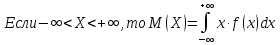 Если −∞<X<+∞, то M(X)=∫₋∞⁺∞ x·f(x)dx